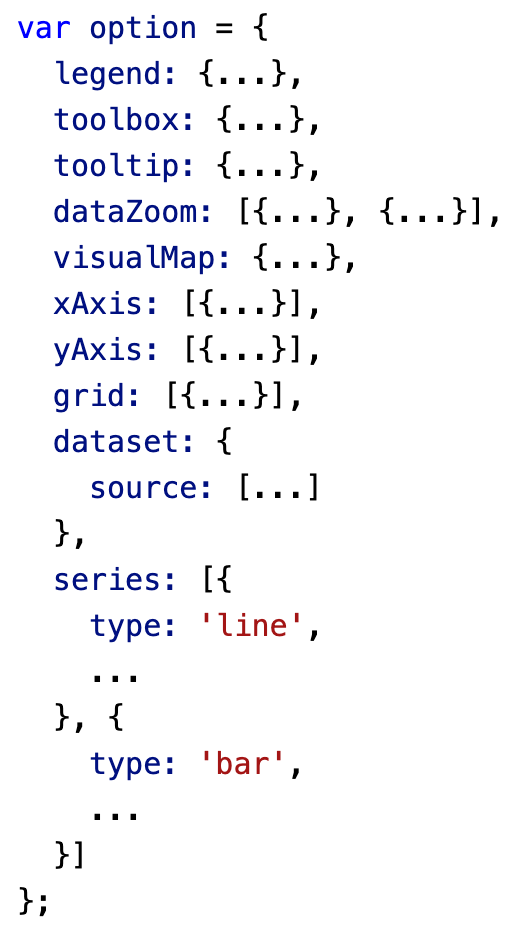 var option = {
  legend: {...},
  toolbox: {...},
  tooltip: {...},
  dataZoom: [{...}, {...}],
  visualMap: {...},
  xAxis: [{...}],
  yAxis: [{...}],
  grid: [{...}],
  dataset: {
    source: [...]
  },
  series: [{
    type: 'line',
    ...
  }, {
    type: 'bar',
    ...
  }]
};